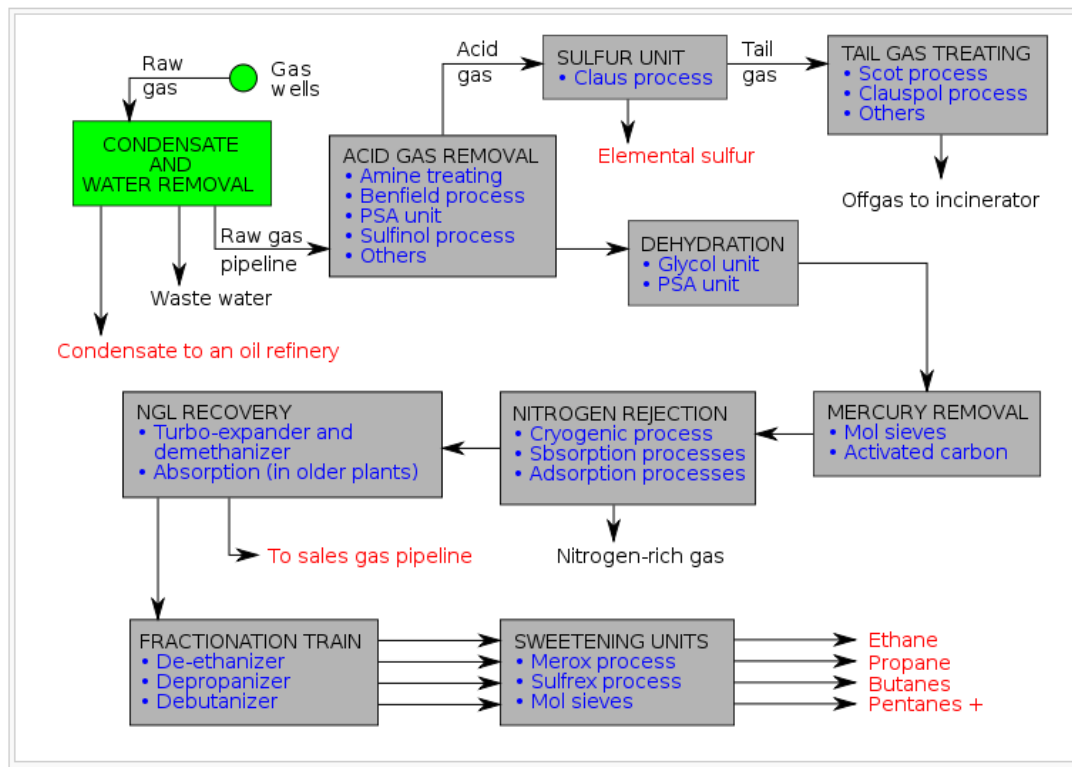 Raw
gas
Gas
wells
CONDENSATE
AND
WATER REMOVAL
Raw gas
pipeline
Waste water
Condensate to an oil refinery
ACID GAS REMOVAL
• Amine treating
• Benfield process
• PSA unit
• Sulfinol process
• Others
Acid
gas
SULFUR UNIT
• Claus process
Elemental sulfur
Tail
gas
TAIL GAS TREATING
• Scot process
• Clauspol process
• Others
Offgas to incinerator
DEHYDRATION
• Glycol unit
• PSA unit
MERCURY REMOVAL
• Mol sieves
• Activated carbon
NITROGEN REJECTION
• Cryogenic process
• Sbsorption processes
• Adsorption processes
Nitrogen-rich gas
NGL RECOVERY
• Turbo-expander and
demethanizer
• Absorption (in older plants)
To sales gas pipeline
FRACTIONATION TRAIN
• De-ethanizer
• Depropanizer
• Debutanizer
SWEETENING UNITS
• Merox process
• Sulfrex process
• Mol sieves
Ethane
Propane
Butanes
Pentanes +